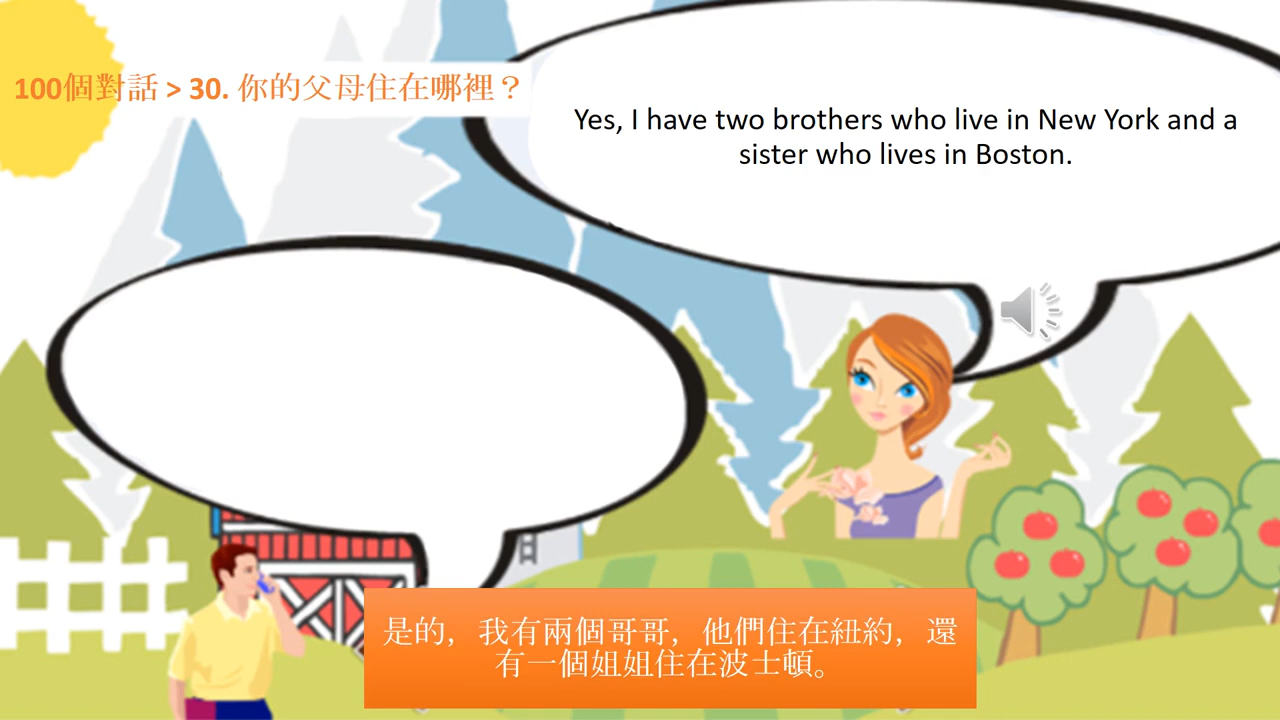 100個對話 > 30. 你的父母住在哪裡？
Yes, I have two brothers who live in New York and a
sister who lives in Boston.
是的，我有兩個哥哥，他們住在紐約，還
有一個姐姐住在波士頓。